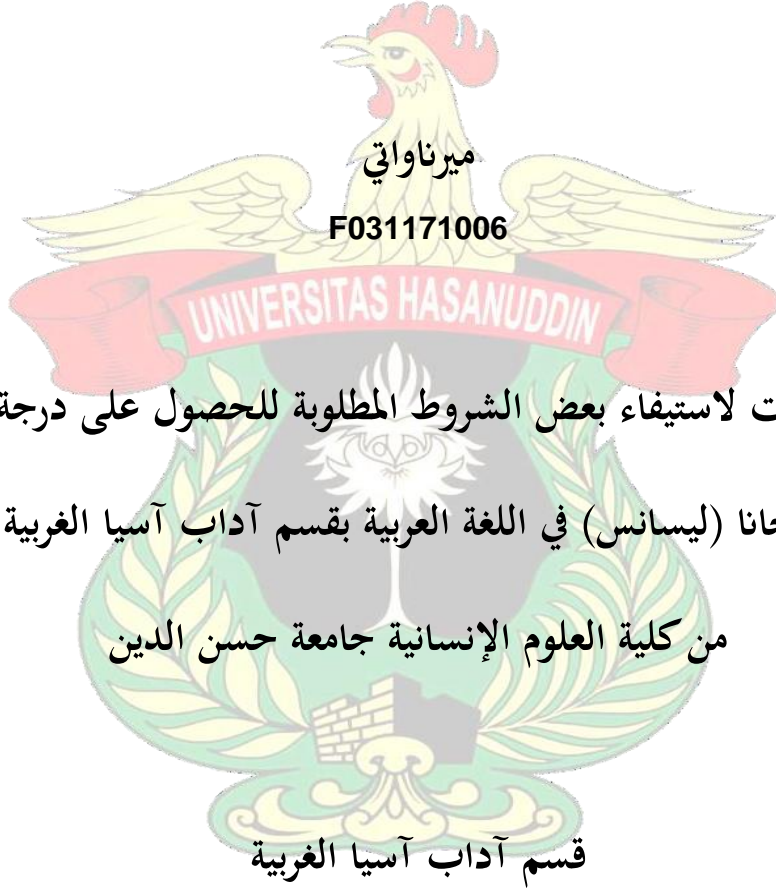 ميرناواتي
F031171006
UNIVERSITAS HASANUDDIN
ت لاستيفاء بعض الشروط المطلوبة للحصول على درجة
جانا (ليسانس) في اللغة العربية بقسم آداب آسيا الغربية
من كلية العلوم الإنسانية جامعة حسن الدين
قسم آداب آسيا الغربية